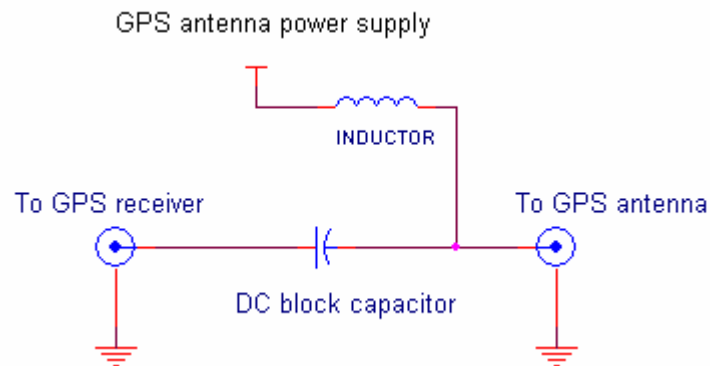 GPS antenna power supply
INDUCTOR
To GPS receiver
To GPS antenna
DC block capacitor